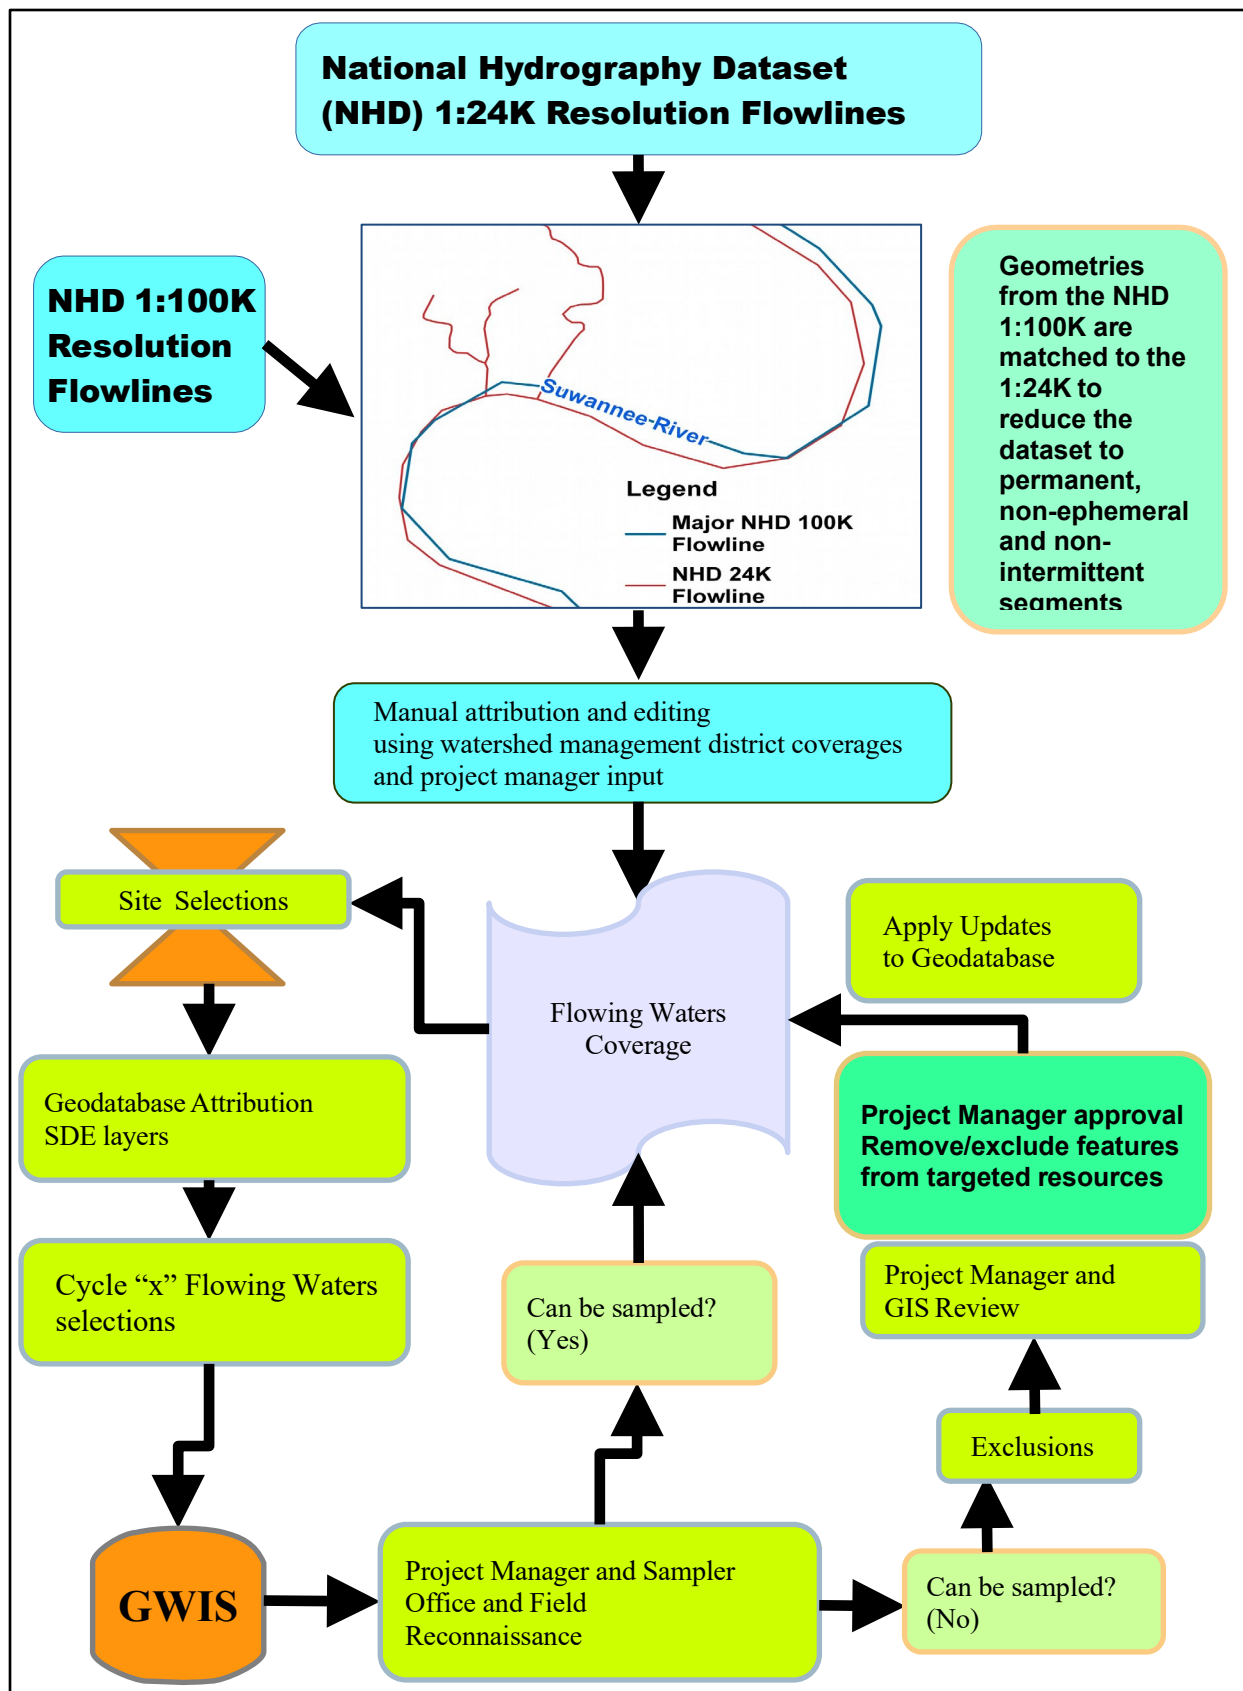 National Hydrography Dataset
(NHD) 1:24K Resolution Flowlines
NHD 1:100K
Resolution
Flowlines
Suwannee River
Legend
Major NHD 100K
Flowline
NHD 24K
Flowline
Geometries
from the NHD
1:100K are
matched to the
1:24K to
reduce the
dataset to
permanent,
non-ephemeral
and non-
intermittent
segments
Manual attribution and editing
using watershed management district coverages
and project manager input
Site Selections
Flowing Waters
Coverage
Apply Updates
to Geodatabase
Geodatabase Attribution
SDE layers
Project Manager approval
Remove/exclude features
from targeted resources
Cycle “x” Flowing Waters
selections
Can be sampled?
(Yes)
Project Manager and
GIS Review
Exclusions
GWIS
Project Manager and Sampler
Office and Field
Reconnaissance
Can be sampled?
(No)